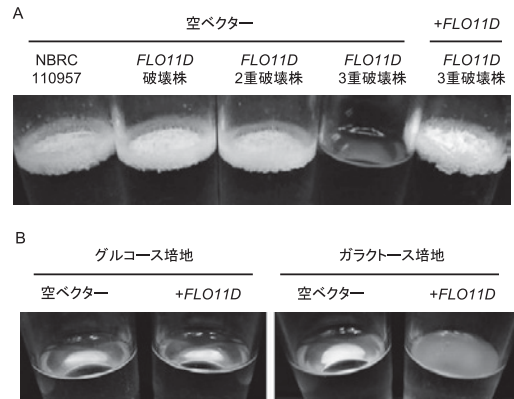 A
空ベクター
+FLO11D
NBRC
110957
FLO11D
破壊株
FLO11D
2重破壊株
FLO11D
3重破壊株
FLO11D
3重破壊株
B
グルコース培地
ガラクトース培地
空ベクター
+FLO11D
空ベクター
+FLO11D